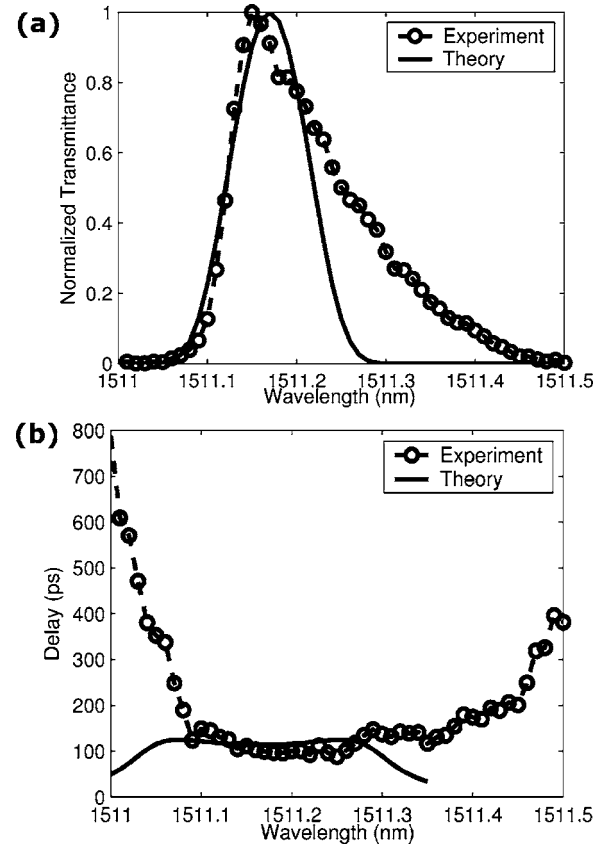 (a)
Normalized Transmittance
1
0.8
0.6
0.4
0.2
0
Experiment
Theory
1511 1511.1 1511.2 1511.3 1511.4 1511.5
Wavelength (nm)
(b)
Delay (ps)
800
700
600
500
400
300
200
100
0
Experiment
Theory
1511 1511.1 1511.2 1511.3 1511.4 1511.5
Wavelength (nm)